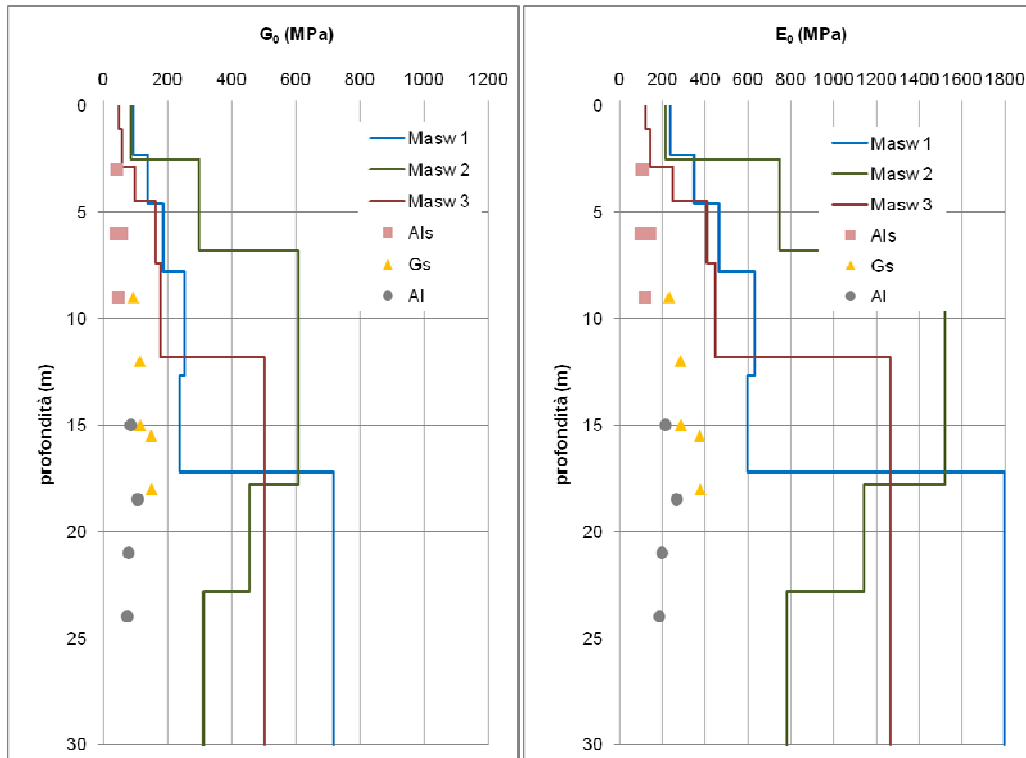 G₀ (MPa)
0 200 400 600 800 1000 1200
0
5
10
15
20
25
30
profondità (m)
Masw 1
Masw 2
Masw 3
Als
Gs
Al
E₀ (MPa)
0 200 400 600 800 1000 1200 1400 1600 1800
0
5
10
15
20
25
30
profondità (m)
Masw 1
Masw 2
Masw 3
Als
Gs
Al